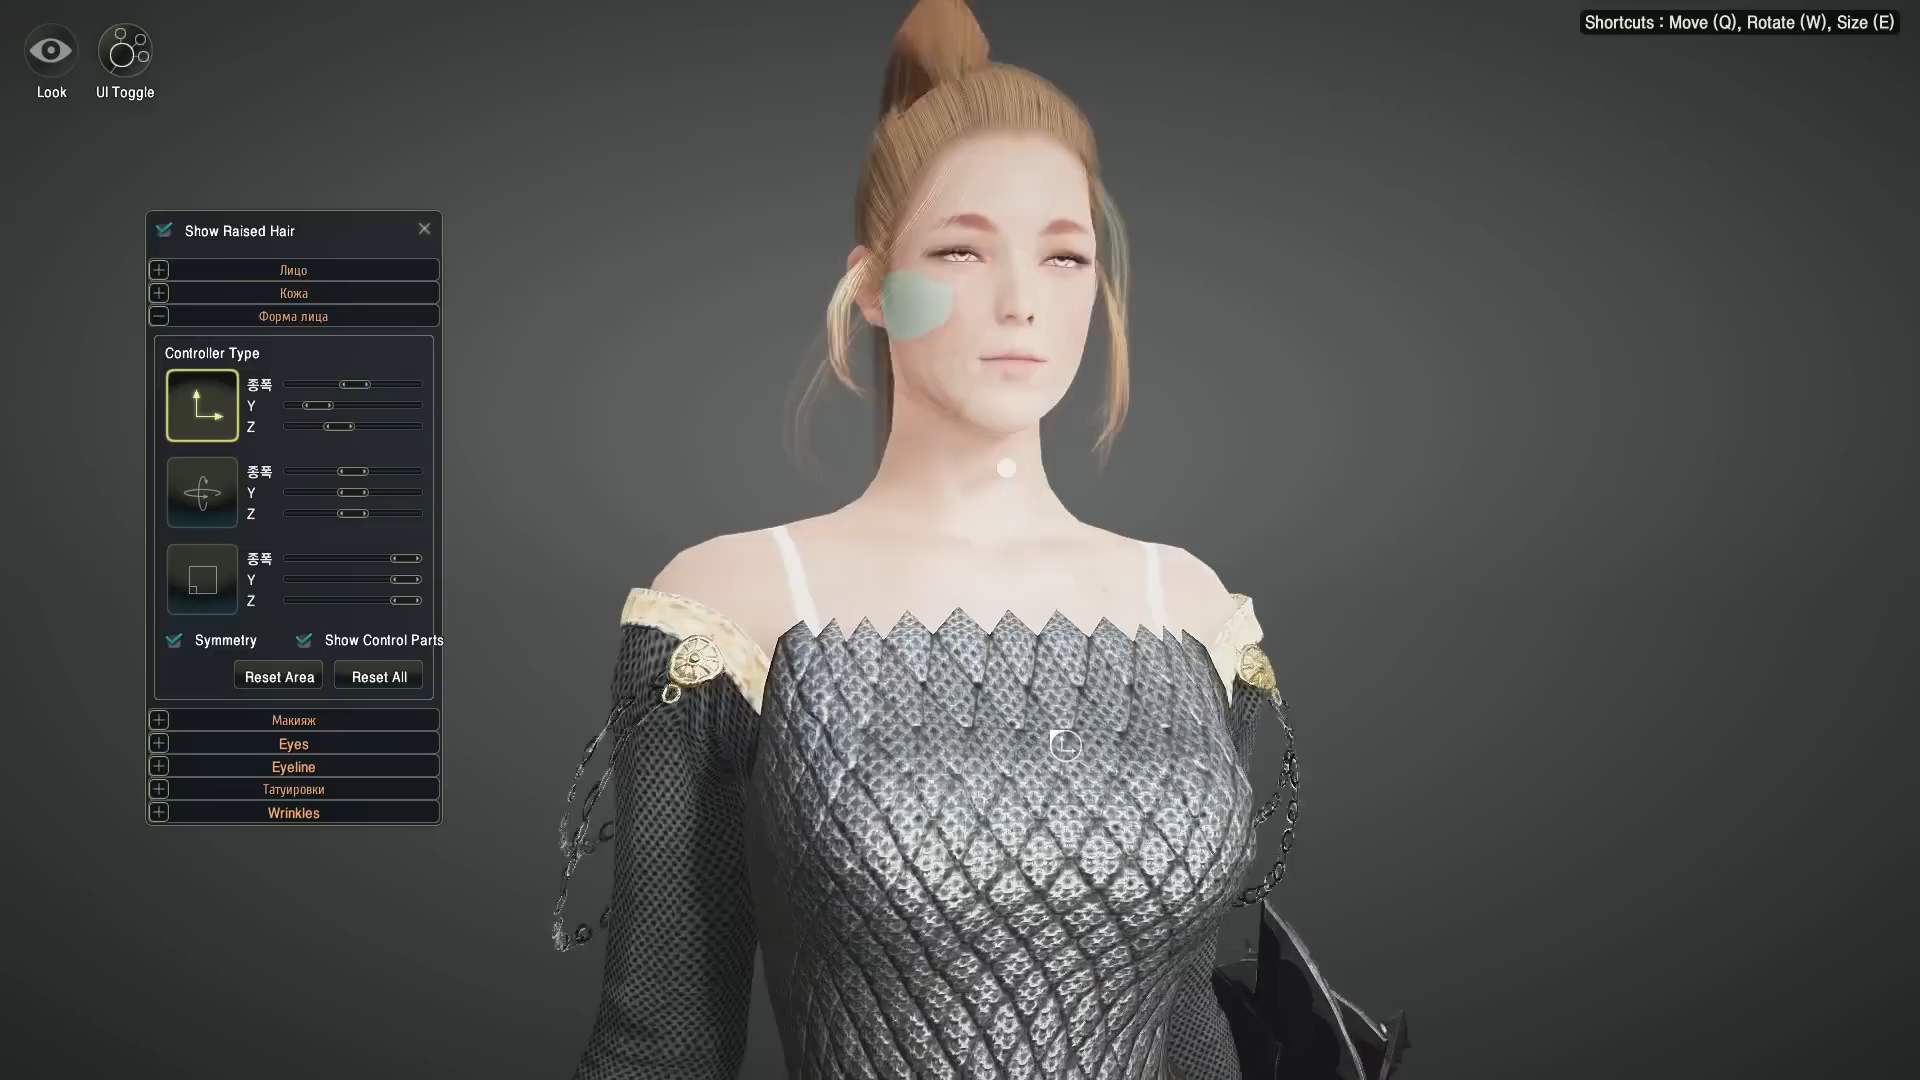 Shortcuts : Move (Q), Rotate (W), Size (E)
Look
UI Toggle
Show Raised Hair
Лицо
Кожа
Форма лица
Controller Type
종폭
Y
Z
종폭
Y
Z
종폭
Y
Z
Symmetry
Show Control Parts
Reset Area
Reset All
Макияж
Eyes
Eyeline
Татуировки
Wrinkles